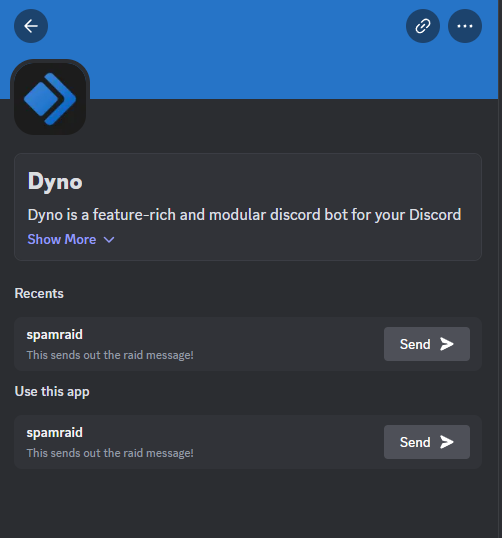 Dyno
Dyno is a feature-rich and modular discord bot for your Discord
Show More
Recents
spamraid
This sends out the raid message!
Send
Use this app
spamraid
This sends out the raid message!
Send